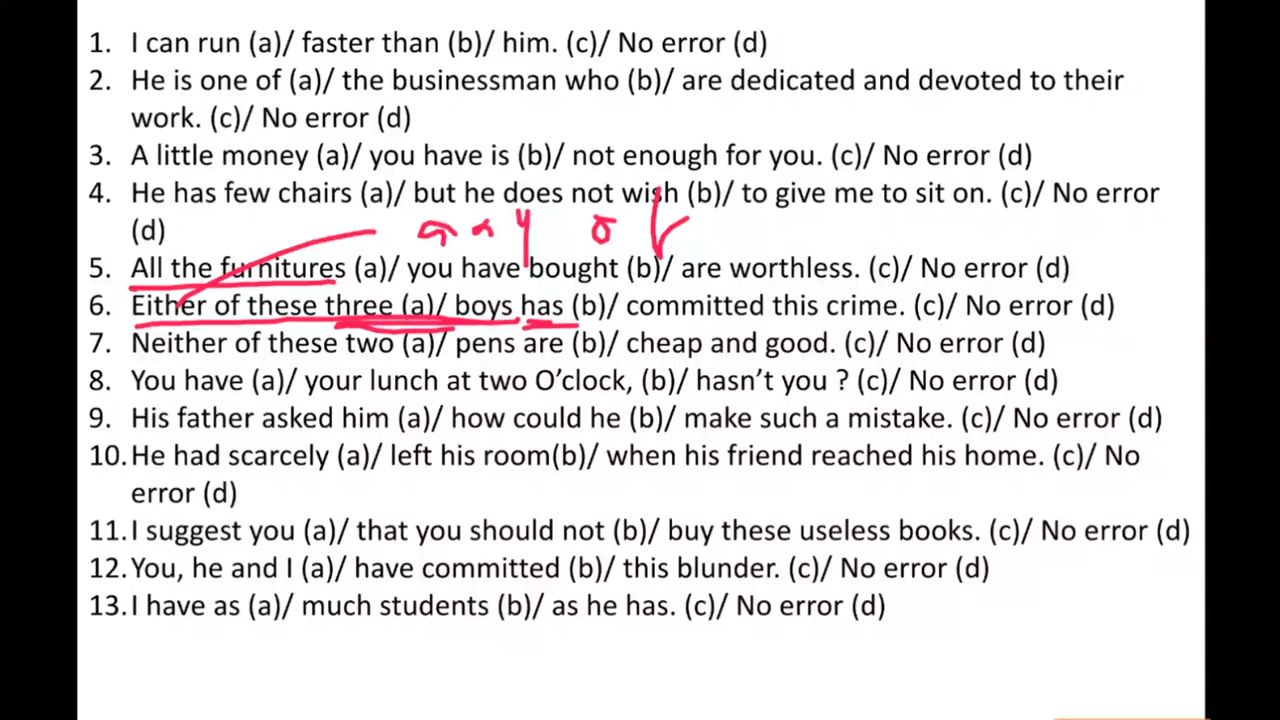 1. I can run (a)/ faster than (b)/ him. (c)/ No error (d)
2. He is one of (a)/ the businessman who (b)/ are dedicated and devoted to their
work. (c)/ No error (d)
3. A little money (a)/ you have is (b)/ not enough for you. (c)/ No error (d)
4. He has few chairs (a)/ but he does not wish (b)/ to give me to sit on. (c)/ No error
(d)
any of
5. All the furnitures (a)/ you have bought (b)/ are worthless. (c)/ No error (d)
6. Either of these three (a)/ boys has (b)/ committed this crime. (c)/ No error (d)
7. Neither of these two (a)/ pens are (b)/ cheap and good. (c)/ No error (d)
8. You have (a)/ your lunch at two O’clock, (b)/ hasn’t you ? (c)/ No error (d)
9. His father asked him (a)/ how could he (b)/ make such a mistake. (c)/ No error (d)
10. He had scarcely (a)/ left his room(b)/ when his friend reached his home. (c)/ No
error (d)
11. I suggest you (a)/ that you should not (b)/ buy these useless books. (c)/ No error (d)
12. You, he and I (a)/ have committed (b)/ this blunder. (c)/ No error (d)
13. I have as (a)/ much students (b)/ as he has. (c)/ No error (d)